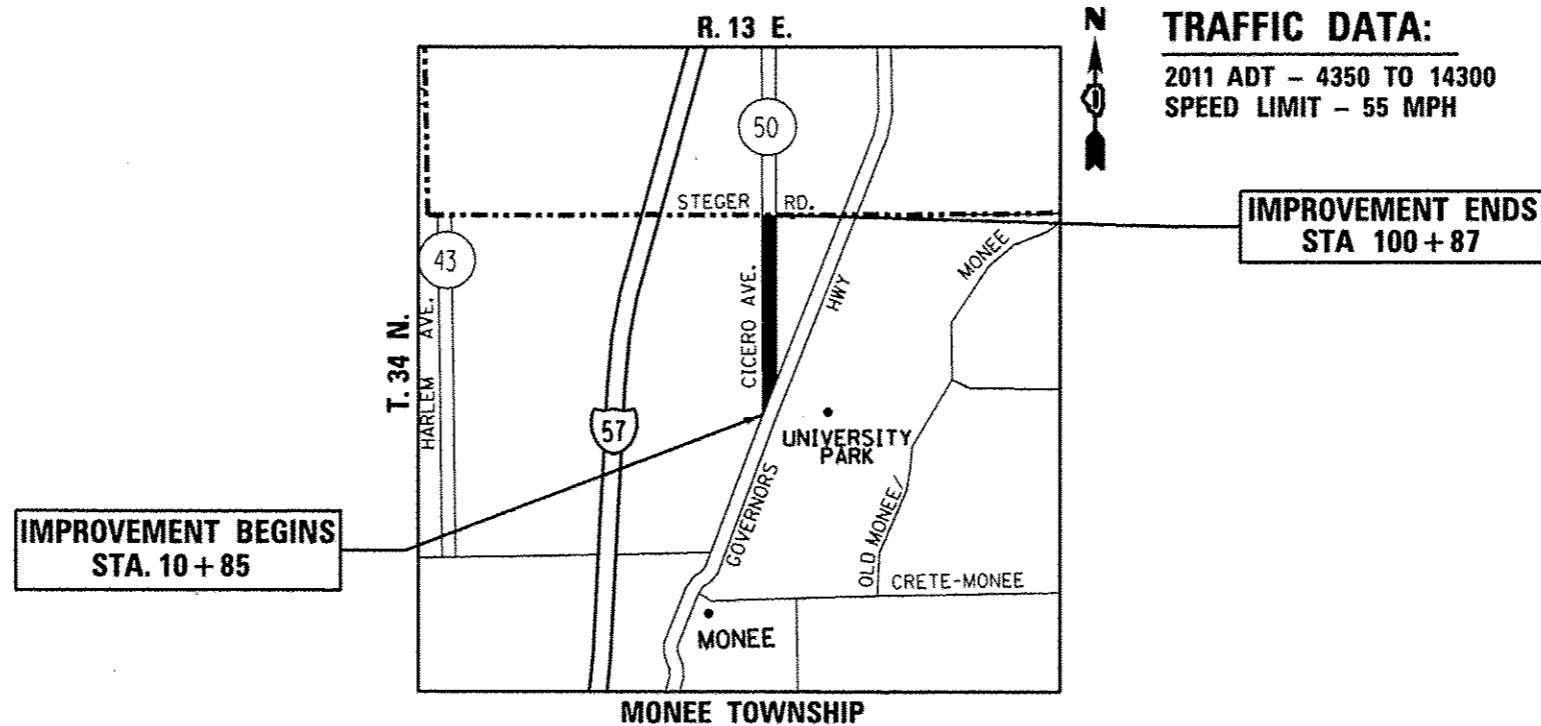 R. 13 E.
N
TRAFFIC DATA:
2011 ADT - 4350 TO 14300
SPEED LIMIT - 55 MPH
50
STEGER RD.
IMPROVEMENT ENDS
STA 100+87
43
MONEE
HARLEM AVE.
T. 34 N.
CICERO AVE.
HWY
57
UNIVERSITY
PARK
IMPROVEMENT BEGINS
STA. 10+85
GOVERNORS
OLD MONEE/
CRETE-MONEE
MONEE
MONEE TOWNSHIP